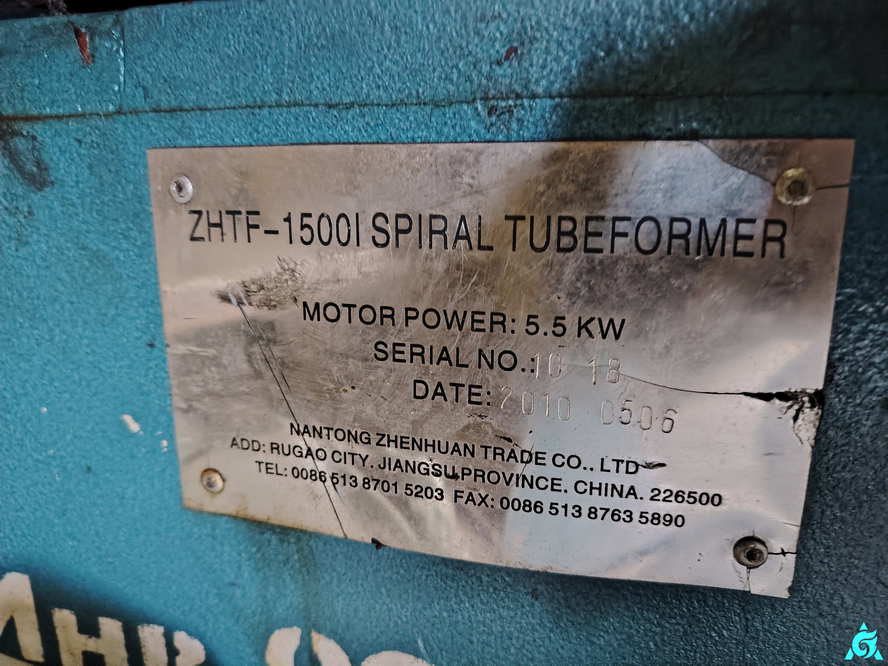 ZHTF-1500I SPIRAL TUBEFORMER
MOTOR POWER: 5.5 KW
SERIAL NO.: 10 18
DATE: 2010 0506
NANTONG ZHENHUAN TRADE CO., LTD
ADD: RUGAO CITY. JIANGSU PROVINCE. CHINA. 226500
TEL: 0086 513 8701 5203 FAX: 0086 513 8763 5890